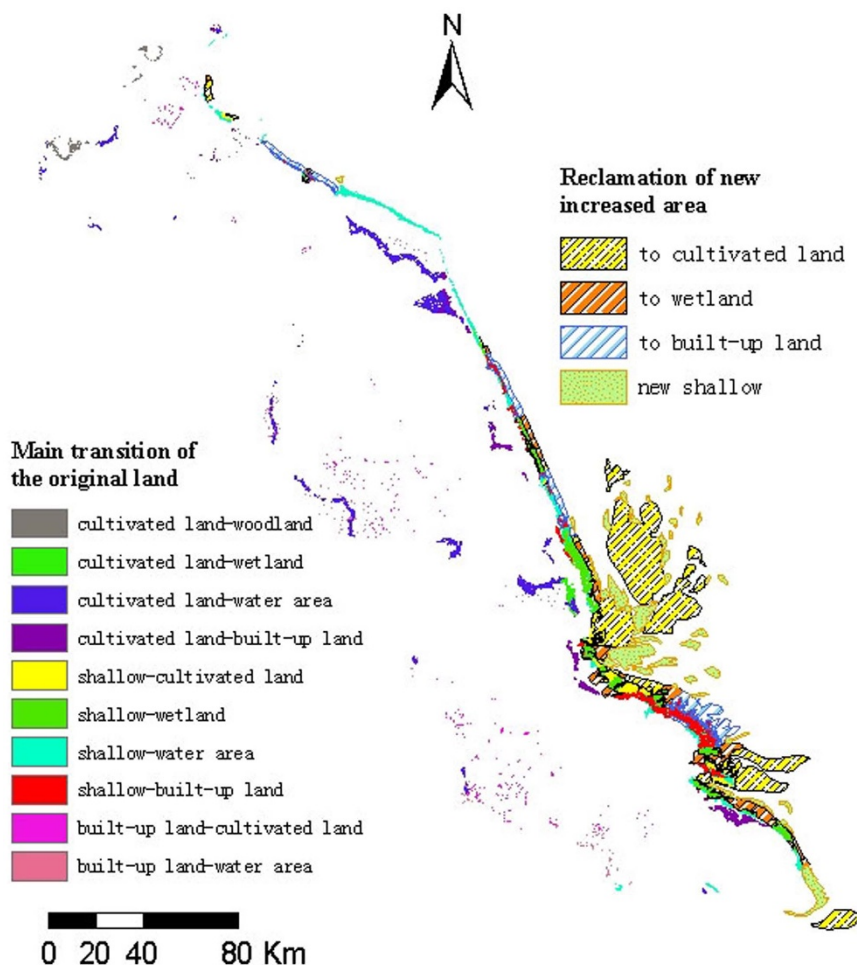 N
Reclamation of new
increased area
to cultivated land
to wetland
to built-up land
new shallow
Main transition of
the original land
cultivated land-woodland
cultivated land-wetland
cultivated land-water area
cultivated land-built-up land
shallow-cultivated land
shallow-wetland
shallow-water area
shallow-built-up land
built-up land-cultivated land
built-up land-water area
0 20 40 80 Km